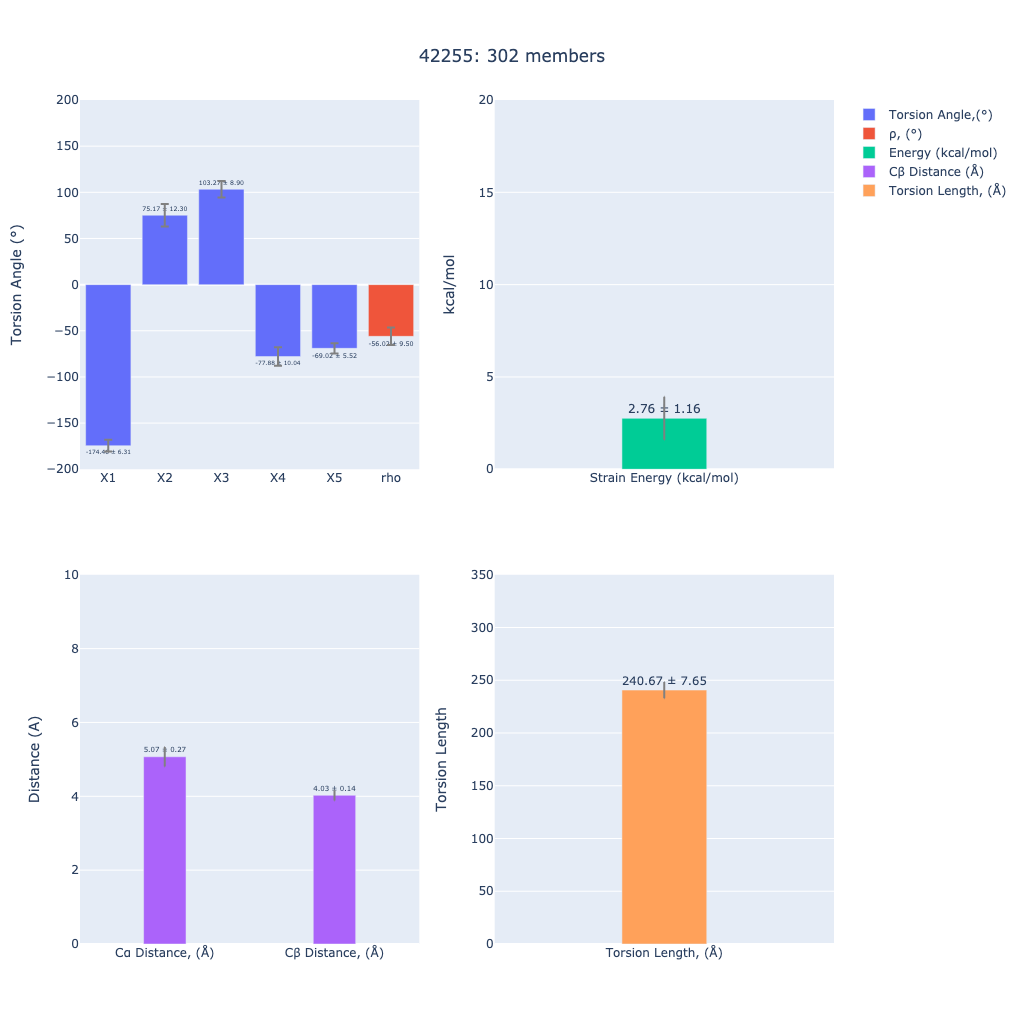 42255: 302 members
Torsion Angle (°)
200
150
100
50
0
−50
−100
−150
−200
75.17 ± 12.30
103.27 ± 8.90
-77.88 ± 10.04
-69.02 ± 5.52
± 9.50
± 6.31
X1 X2 X3 X4 X5 rho
kcal/mol
20
15
10
5
0
2.76 ± 1.16
Strain Energy (kcal/mol)
Torsion Angle,(°)
ρ, (°)
Energy (kcal/mol)
Cβ Distance (Å)
Torsion Length, (Å)
Distance (A)
10
8
6
4
2
0
5.07 ± 0.27
4.03 ± 0.14
Cα Distance, (Å) Cβ Distance, (Å)
Torsion Length
350
300
250
200
150
100
50
0
240.67 ± 7.65
Torsion Length, (Å)